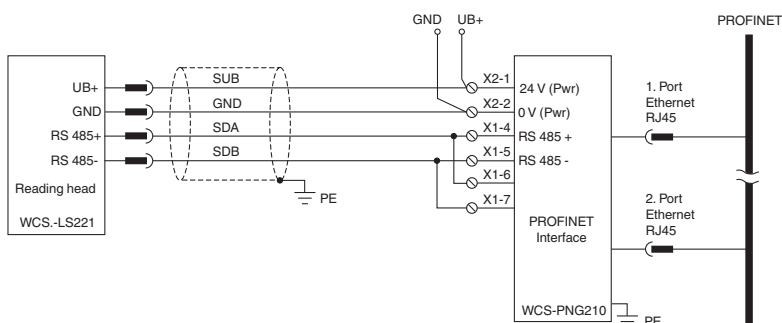 GND UB+
PROFINET
UB+
GND
RS 485+
RS 485-
Reading head
WCS.-LS221
SUB
GND
SDA
SDB
PE
X2-1
X2-2
X1-4
X1-5
X1-6
X1-7
24 V (Pwr)
0 V (Pwr)
RS 485 +
RS 485 -
PROFINET
Interface
WCS-PNG210
PE
1. Port
Ethernet
RJ45
2. Port
Ethernet
RJ45